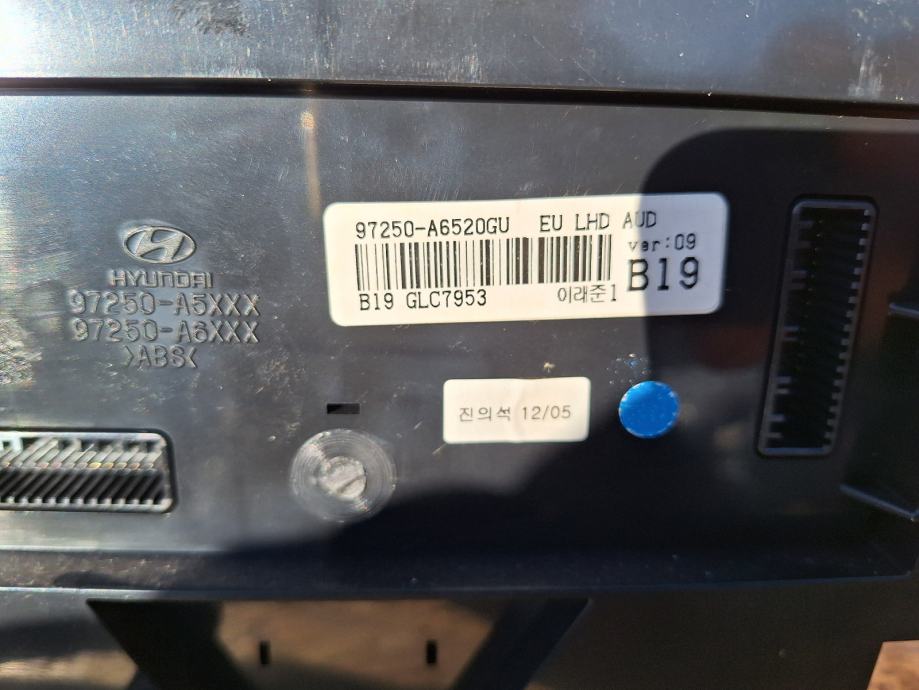 97250-A6520GU EU LHD AUD
ver:09
B19
B19 GLC7953 이래준1
HYUNDAI
97250-A5XXX
97250-A6XXX
>ABS<
진의석 12/05